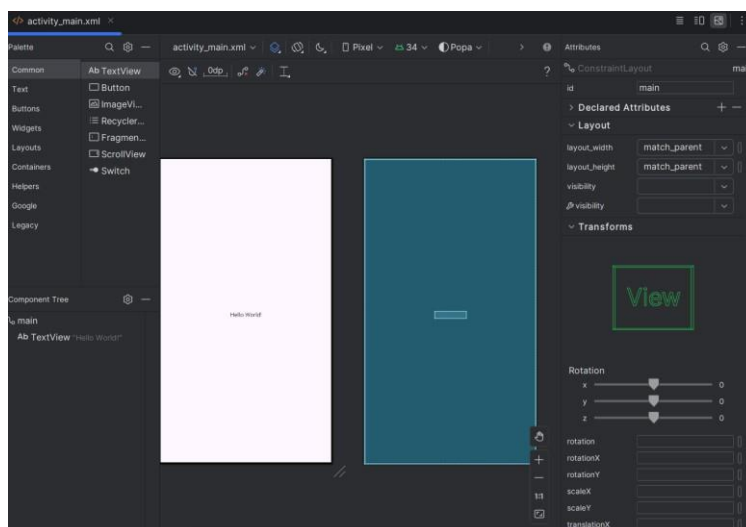 activity_main.xml
Palette
Common
Text
Buttons
Widgets
Layouts
Containers
Helpers
Google
Legacy
Ab TextView
Button
ImageVi...
Recycler...
Fragmen...
ScrollView
Switch
Component Tree
main
Ab TextView "Hello World!"
activity_main.xml
Pixel
34
Popa
0dp
?
Hello World!
1:1
Attributes
ConstraintLayout
mai
id
main
Declared Attributes
Layout
layout_width
match_parent
layout_height
match_parent
visibility
visibility
Transforms
View
Rotation
x 0
y 0
z 0
rotation
rotationX
rotationY
scaleX
scaleY
translationX